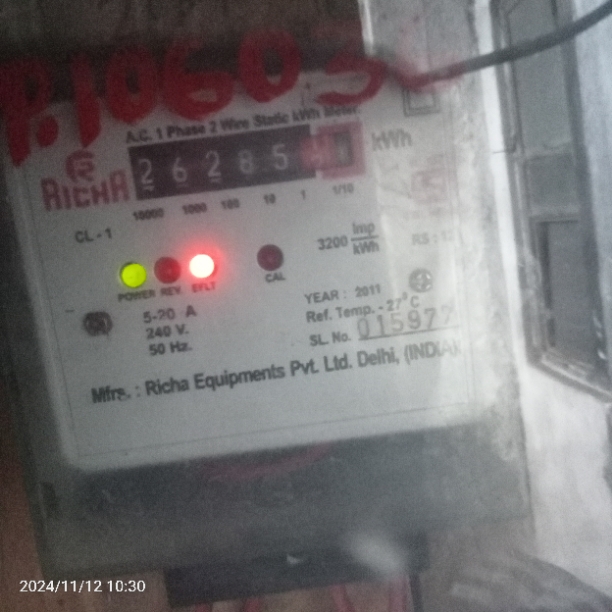 P.10603
A.C. 1 Phase 2 Wire Static kWh Meter
2 6 2 8 5 kWh
RICHA
10000 1000 100 10 1 1/10
CL - 1
3200 Imp/kWh
POWER REV EFLT CAL
5-20 A
240 V.
50 Hz.
YEAR : 2011
Ref. Temp. - 27°C
SL. No. 015977
Mfrs. : Richa Equipments Pvt. Ltd. Delhi, (INDIA
2024/11/12 10:30